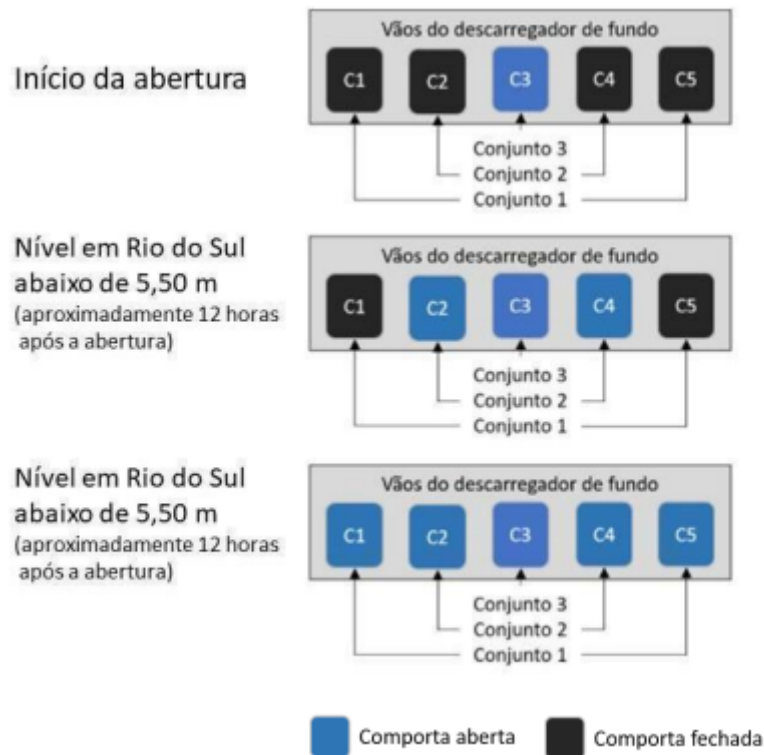 Início da abertura
Vãos do descarregador de fundo
C1 C2 C3 C4 C5
Conjunto 3
Conjunto 2
Conjunto 1
Nível em Rio do Sul
abaixo de 5,50 m
(aproximadamente 12 horas
após a abertura)
Vãos do descarregador de fundo
C1 C2 C3 C4 C5
Conjunto 3
Conjunto 2
Conjunto 1
Nível em Rio do Sul
abaixo de 5,50 m
(aproximadamente 12 horas
após a abertura)
Vãos do descarregador de fundo
C1 C2 C3 C4 C5
Conjunto 3
Conjunto 2
Conjunto 1
Comporta aberta
Comporta fechada